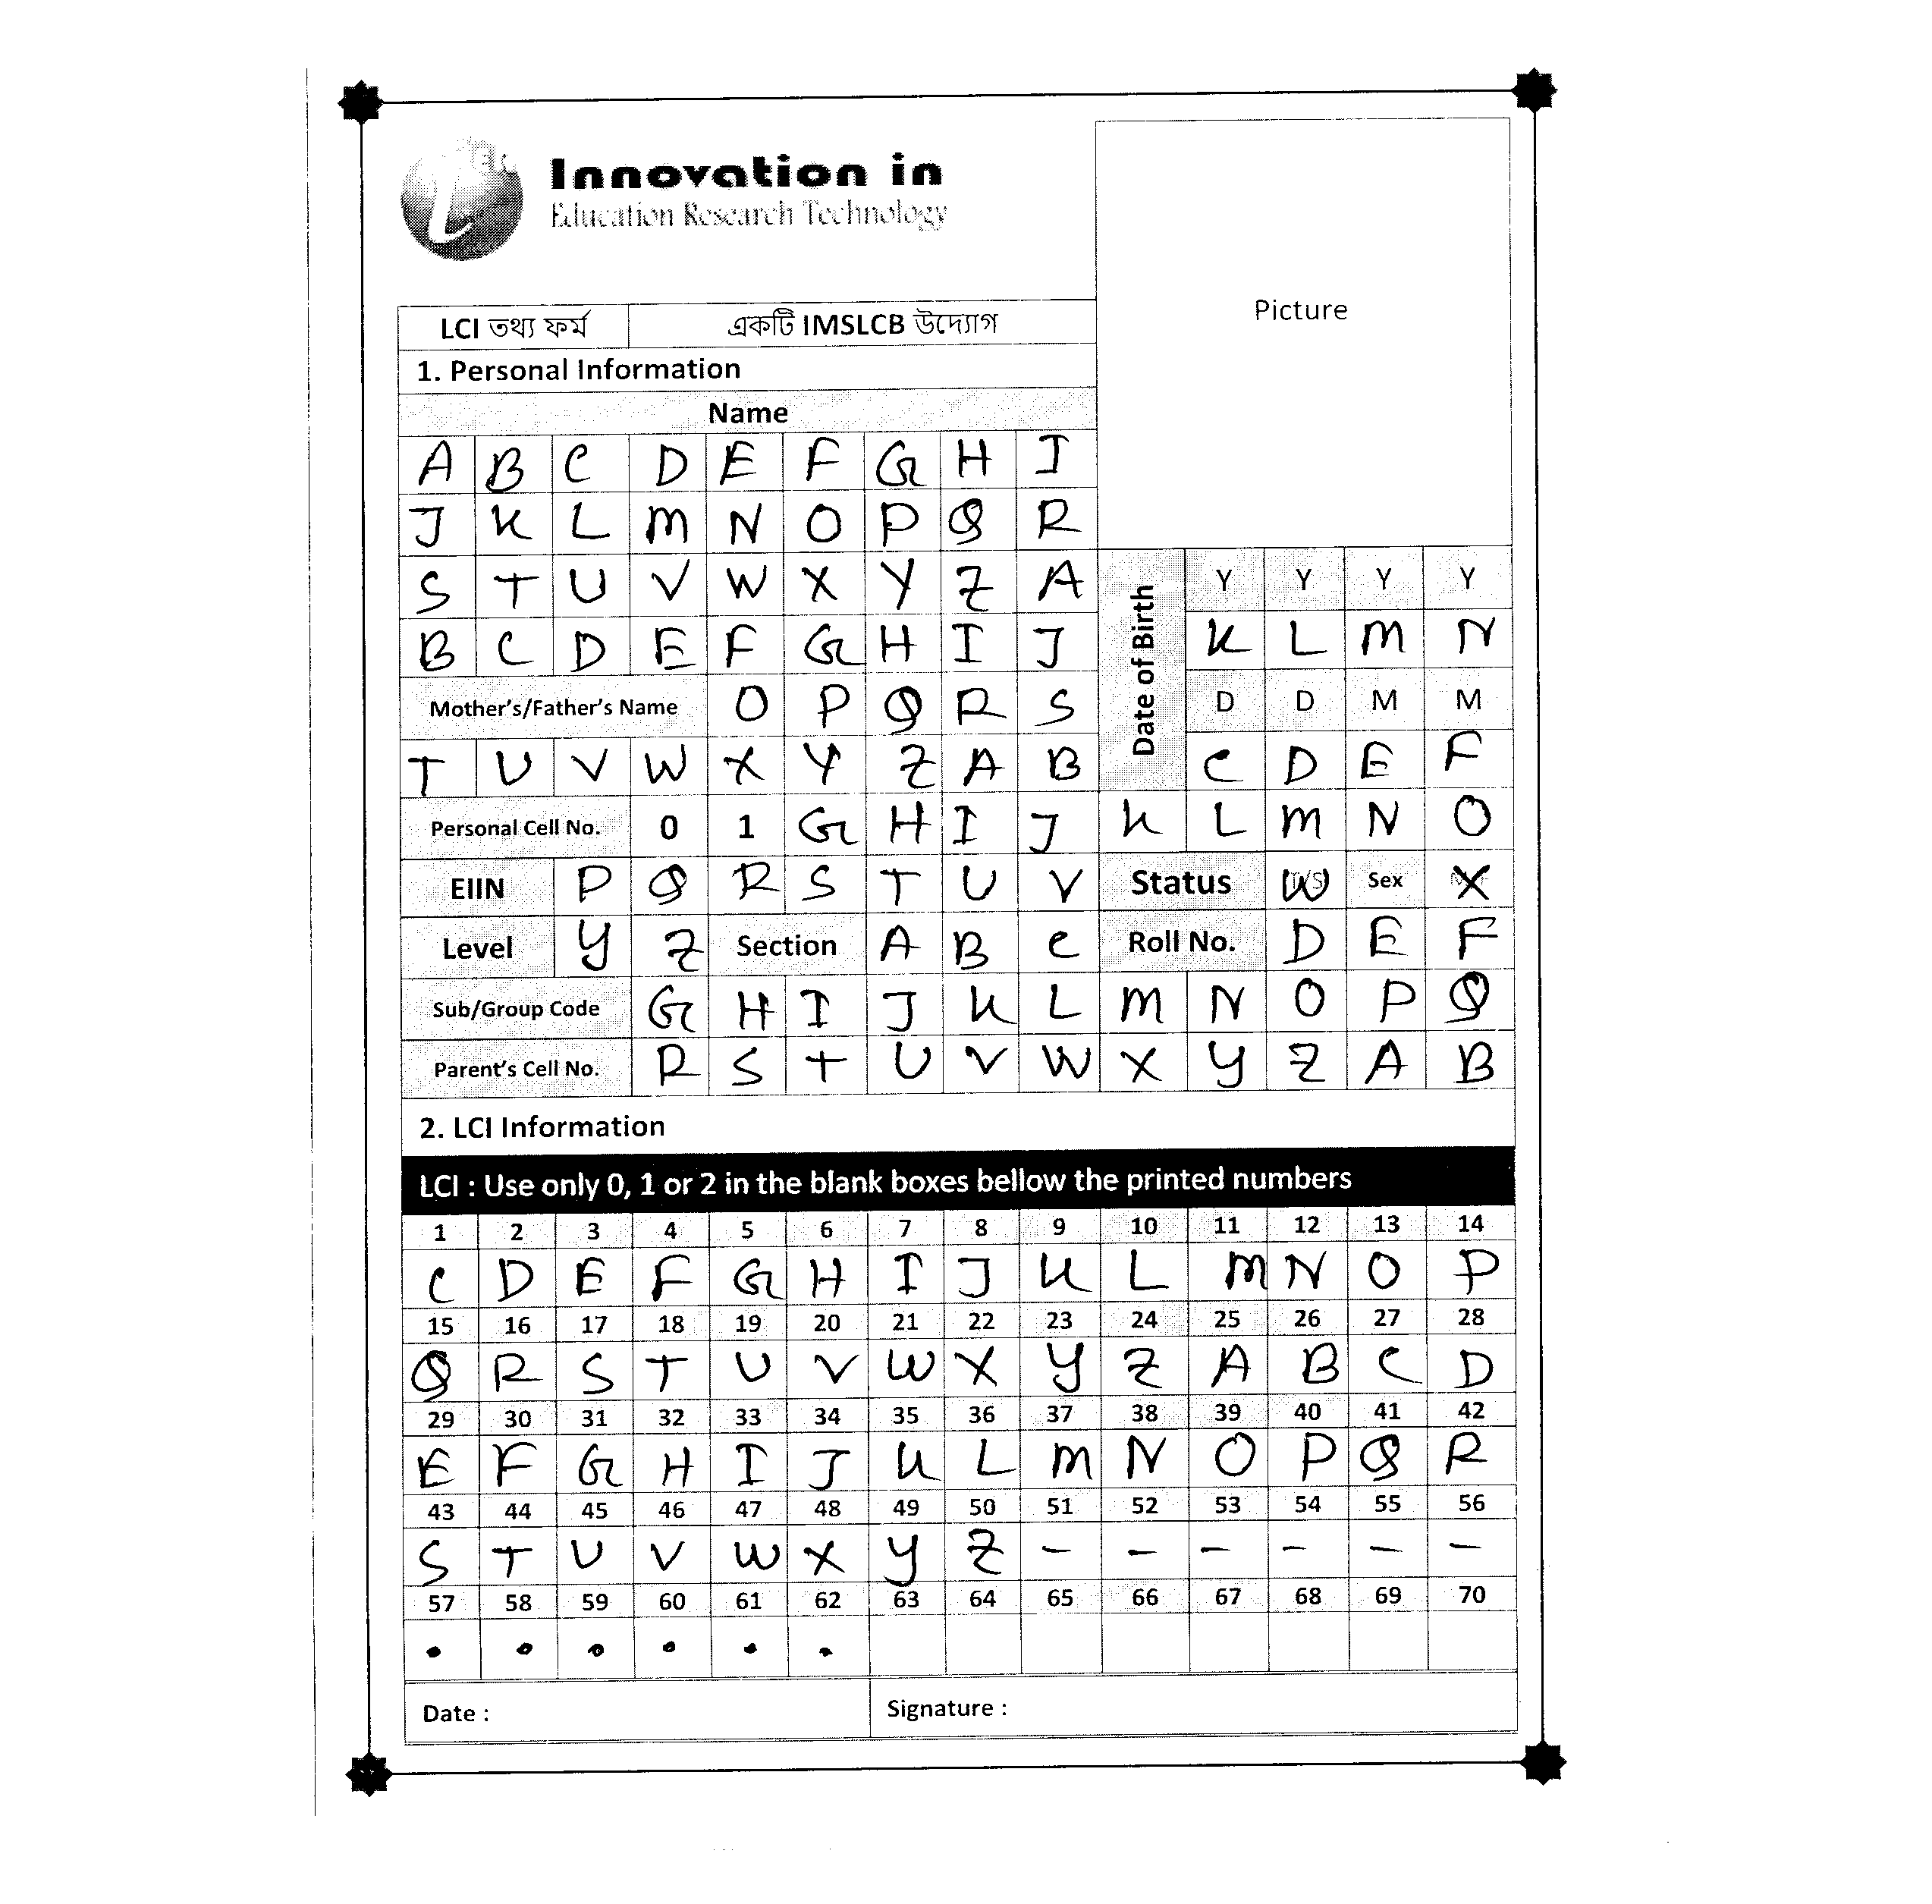 Innovation in
Education Research Technology
Picture
LCI তথ্য ফর্ম একটি IMSLCB উদ্যোগ
1. Personal Information
Name
A B C D E F G H I
J K L M N O P Q R
S T U V W X Y Z A
B C D E F G H I J
Date of Birth
Y Y Y Y
K L M N
D D M M
C D E F
Mother's/Father's Name O P Q R S
T U V W X Y Z A B
Personal Cell No. 0 1 G H I J K L M N O
EIIN P Q R S T U V Status W Sex X
Level Y Z Section A B C Roll No. D E F
Sub/Group Code G H I J K L M N O P Q
Parent's Cell No. R S T U V W X Y Z A B
2. LCI Information
LCI : Use only 0, 1 or 2 in the blank boxes bellow the printed numbers
1 2 3 4 5 6 7 8 9 10 11 12 13 14
C D E F G H I J K L M N O P
15 16 17 18 19 20 21 22 23 24 25 26 27 28
Q R S T U V W X Y Z A B C D
29 30 31 32 33 34 35 36 37 38 39 40 41 42
E F G H I J K L M N O P Q R
43 44 45 46 47 48 49 50 51 52 53 54 55 56
S T U V W X Y Z - - - - - -
57 58 59 60 61 62 63 64 65 66 67 68 69 70
. . . . . .
Date : Signature :